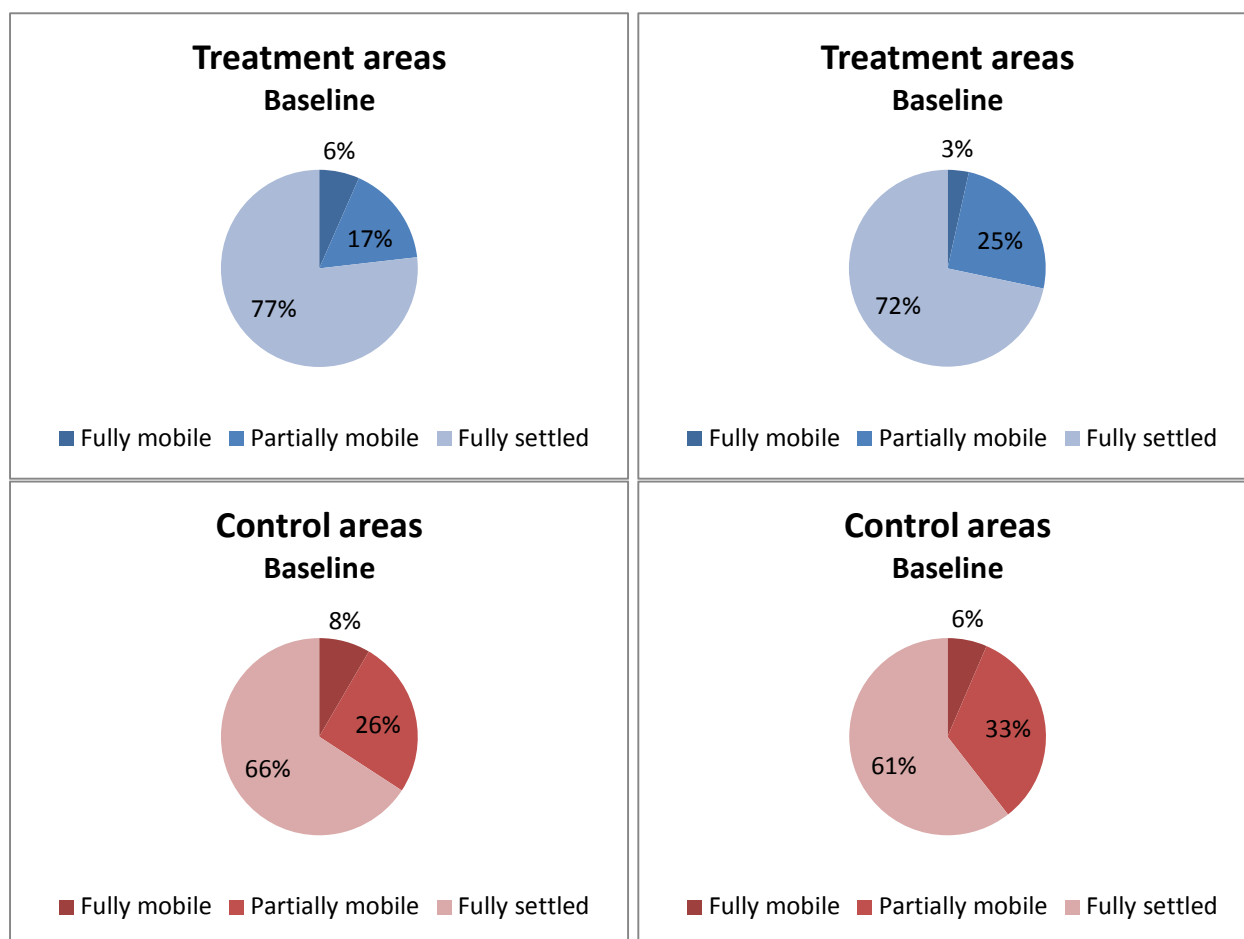 Treatment areas
Baseline
6%
17%
77%
Fully mobile Partially mobile Fully settled
Treatment areas
Baseline
3%
25%
72%
Fully mobile Partially mobile Fully settled
Control areas
Baseline
8%
26%
66%
Fully mobile Partially mobile Fully settled
Control areas
Baseline
6%
33%
61%
Fully mobile Partially mobile Fully settled